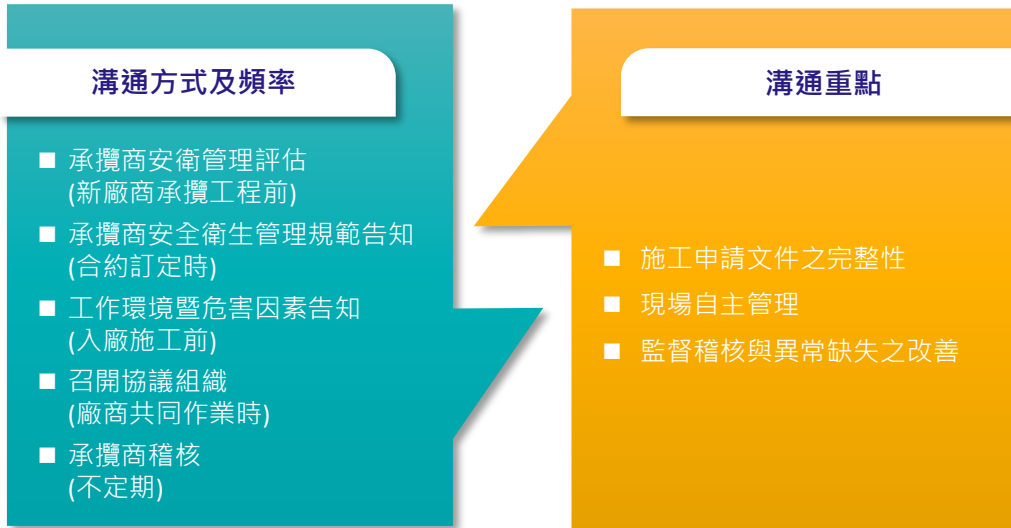 溝通方式及頻率
■ 承攬商安衛管理評估
(新廠商承攬工程前)
■ 承攬商安全衛生管理規範告知
(合約訂定時)
■ 工作環境暨危害因素告知
(入廠施工前)
■ 召開協議組織
(廠商共同作業時)
■ 承攬商稽核
(不定期)
溝通重點
■ 施工申請文件之完整性
■ 現場自主管理
■ 監督稽核與異常缺失之改善